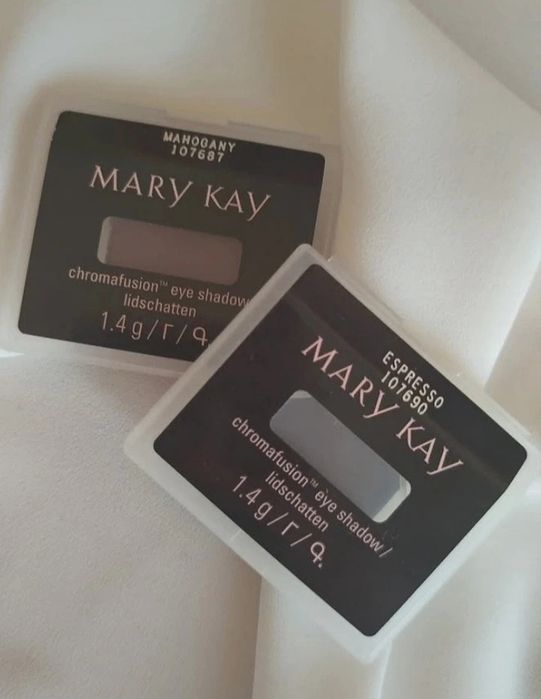 MAHOGANY
107687
MARY KAY
chromafusion™ eye shadow
lidschatten
1.4 g/г/գ.
ESPRESSO
107690
MARY KAY
chromafusion™ eye shadow /
lidschatten
1.4 g/г/գ.